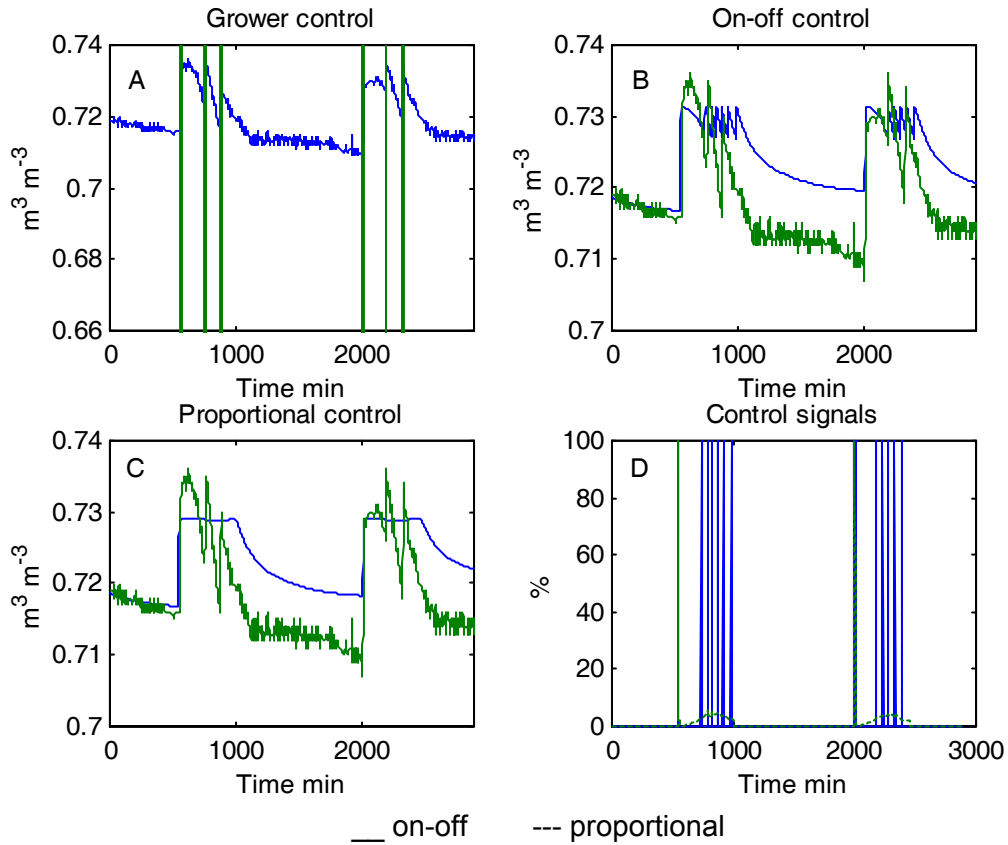 Grower control
A
0.74
0.72
0.7
0.68
0.66
m3 m-3
0 1000 2000
Time min
On-off control
B
0.74
0.73
0.72
0.71
0.7
m3 m-3
0 1000 2000
Time min
Proportional control
C
0.74
0.73
0.72
0.71
0.7
m3 m-3
0 1000 2000
Time min
Control signals
D
100
80
60
40
20
0
%
0 1000 2000 3000
Time min
__ on-off --- proportional